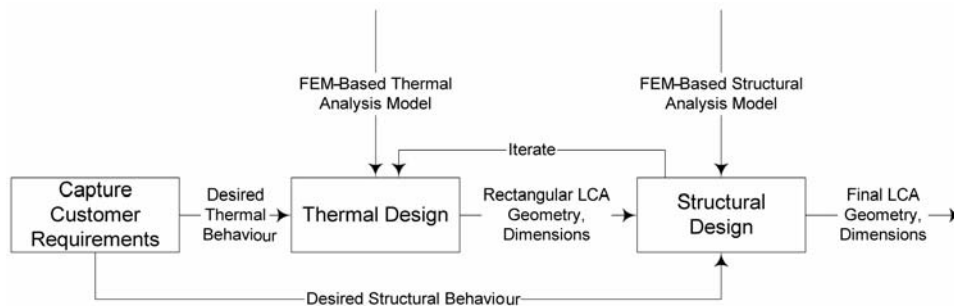 FEM-Based Thermal
Analysis Model
FEM-Based Structural
Analysis Model
Iterate
Capture
Customer
Requirements
Desired
Thermal
Behaviour
Thermal Design
Rectangular LCA
Geometry,
Dimensions
Structural
Design
Final LCA
Geometry,
Dimensions
Desired Structural Behaviour